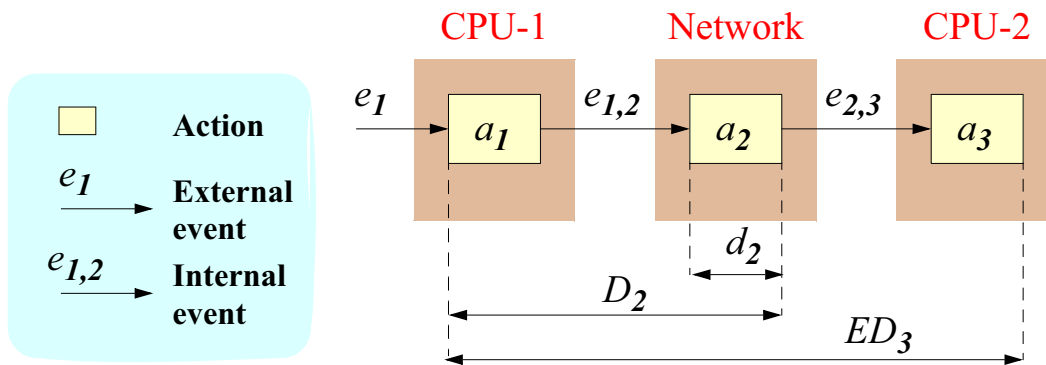 CPU-1 Network CPU-2
e1 e1,2 e2,3
a1 a2 a3
Action
e1
External
event
e1,2
Internal
event
d2
D2
ED3